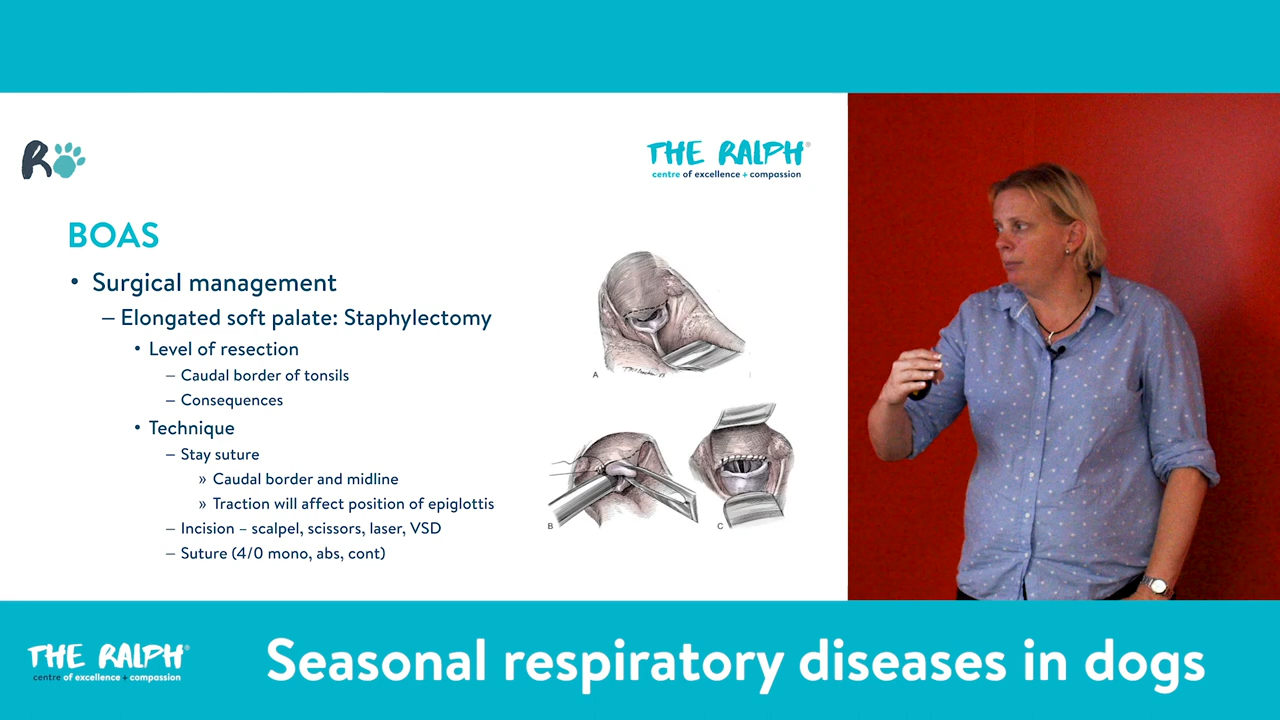 R
THE RALPH®
centre of excellence + compassion
BOAS
• Surgical management
– Elongated soft palate: Staphylectomy
• Level of resection
– Caudal border of tonsils
– Consequences
• Technique
– Stay suture
» Caudal border and midline
» Traction will affect position of epiglottis
– Incision – scalpel, scissors, laser, VSD
– Suture (4/0 mono, abs, cont)
A
B
C
THE RALPH®
centre of excellence + compassion
Seasonal respiratory diseases in dogs